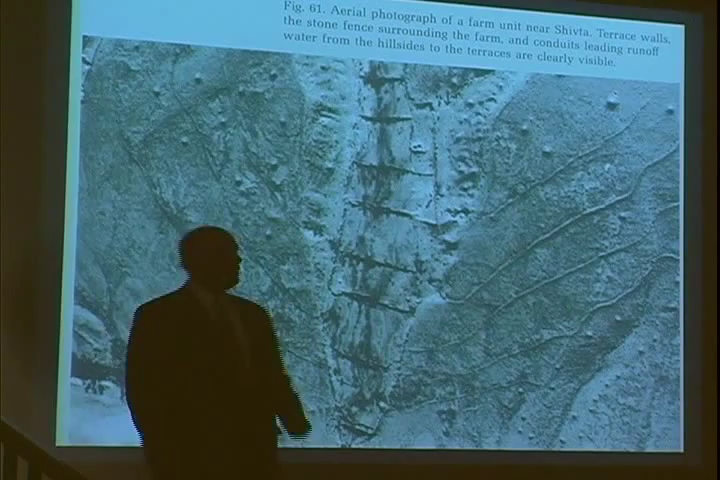 Fig. 61. Aerial photograph of a farm unit near Shivta. Terrace walls,
the stone fence surrounding the farm, and conduits leading runoff
water from the hillsides to the terraces are clearly visible.